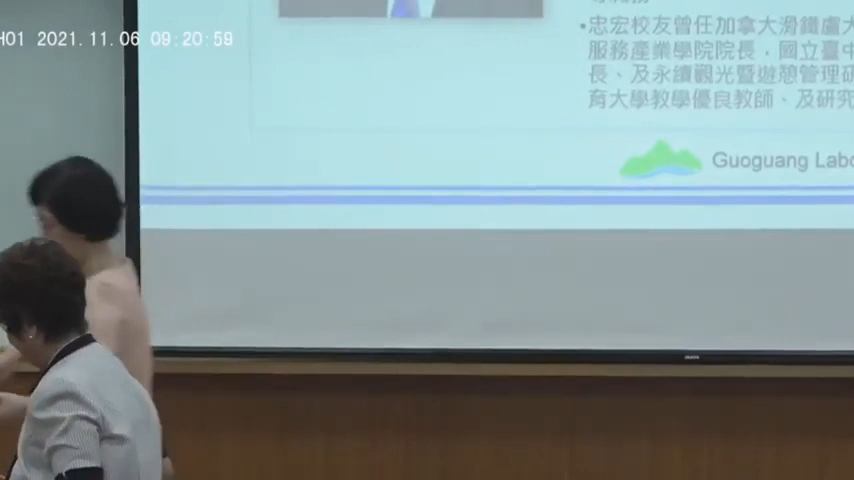 H01 2021.11.06 09:20:59
•忠宏校友曾任加拿大滑鐵盧大
服務產業學院院長，國立臺中
長、及永續觀光暨遊憩管理研
育大學教學優良教師、及研究
Guoguang Labo